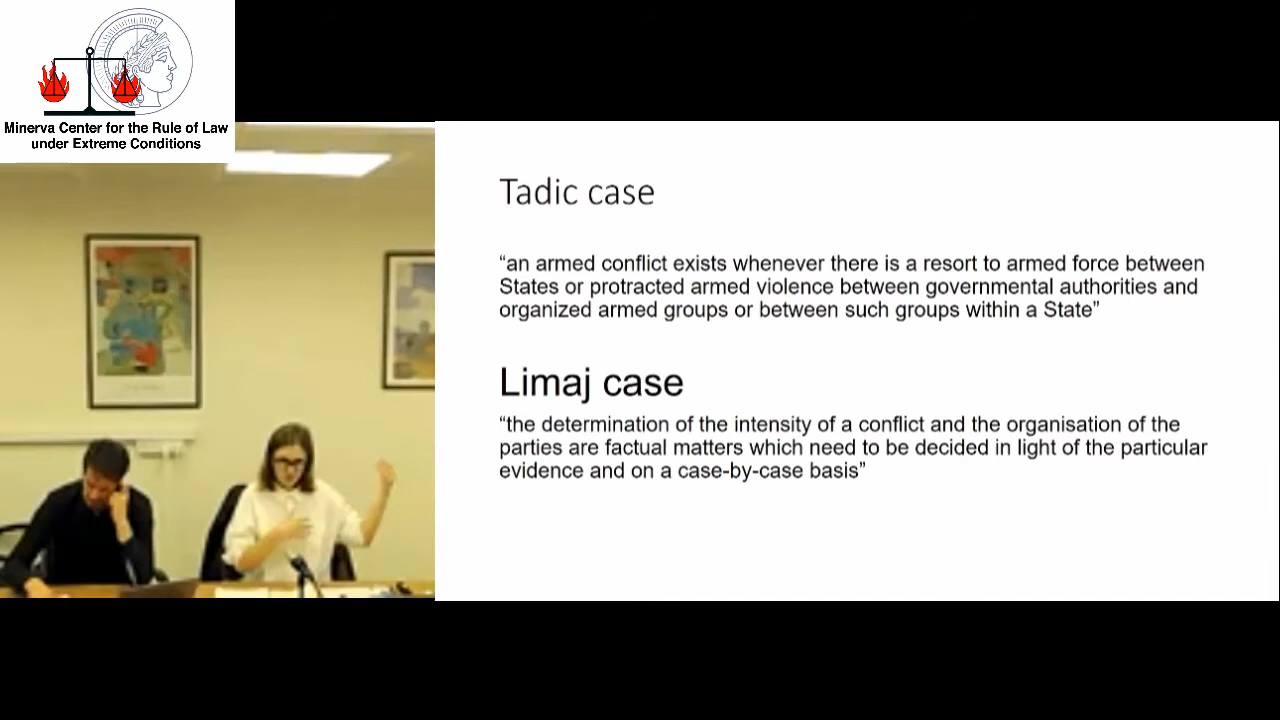 Minerva Center for the Rule of Law
under Extreme Conditions
Tadic case
“an armed conflict exists whenever there is a resort to armed force between
States or protracted armed violence between governmental authorities and
organized armed groups or between such groups within a State”
Limaj case
“the determination of the intensity of a conflict and the organisation of the
parties are factual matters which need to be decided in light of the particular
evidence and on a case-by-case basis”